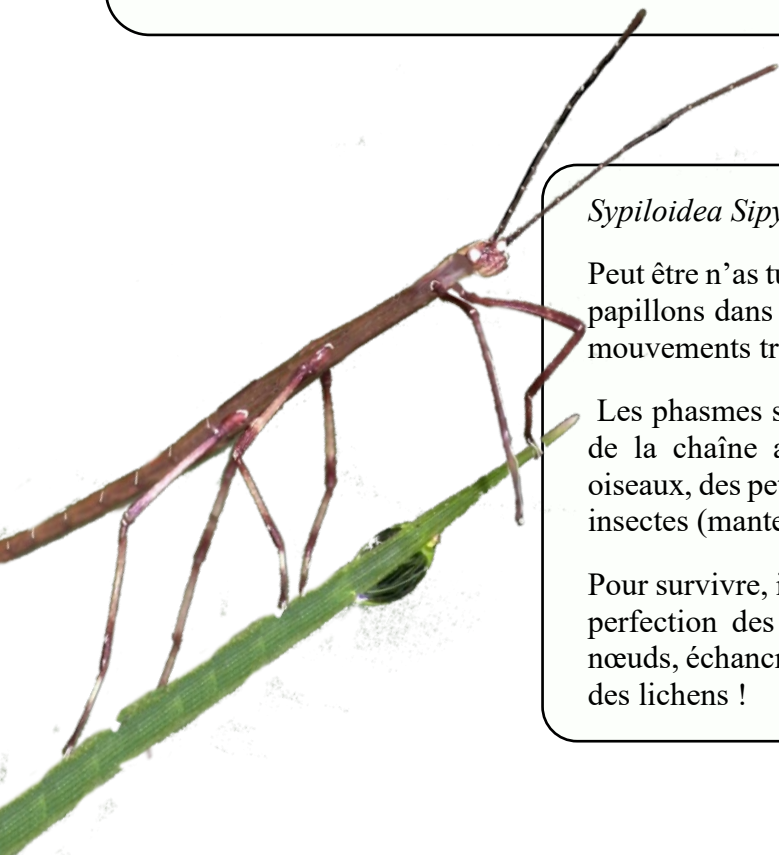 Sypiloidea Sipy
Peut être n’as tu
papillons dans
mouvements tr
Les phasmes s
de la chaîne a
oiseaux, des pet
insectes (mante
Pour survivre, i
perfection des
nœuds, échancr
des lichens !